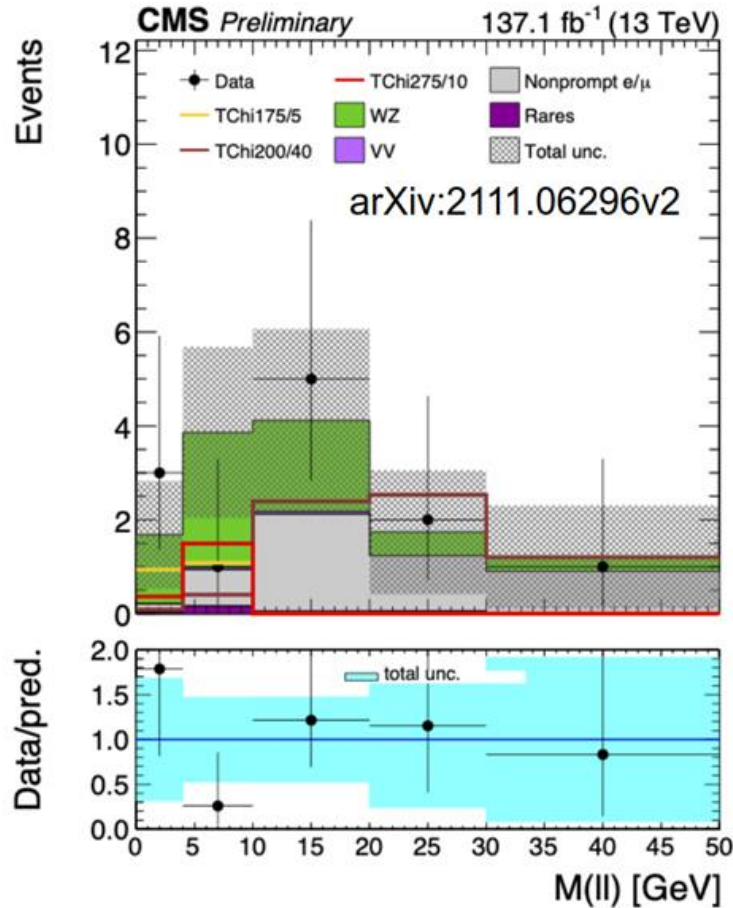 CMS Preliminary 137.1 fb⁻¹ (13 TeV)
Events
12
10
8
6
4
2
0
Data TChi275/10 Nonprompt e/μ
TChi175/5 WZ Rares
TChi200/40 VV Total unc.
arXiv:2111.06296v2
Data/pred.
2.0
1.5
1.0
0.5
0.0
total unc.
0 5 10 15 20 25 30 35 40 45 50
M(ll) [GeV]